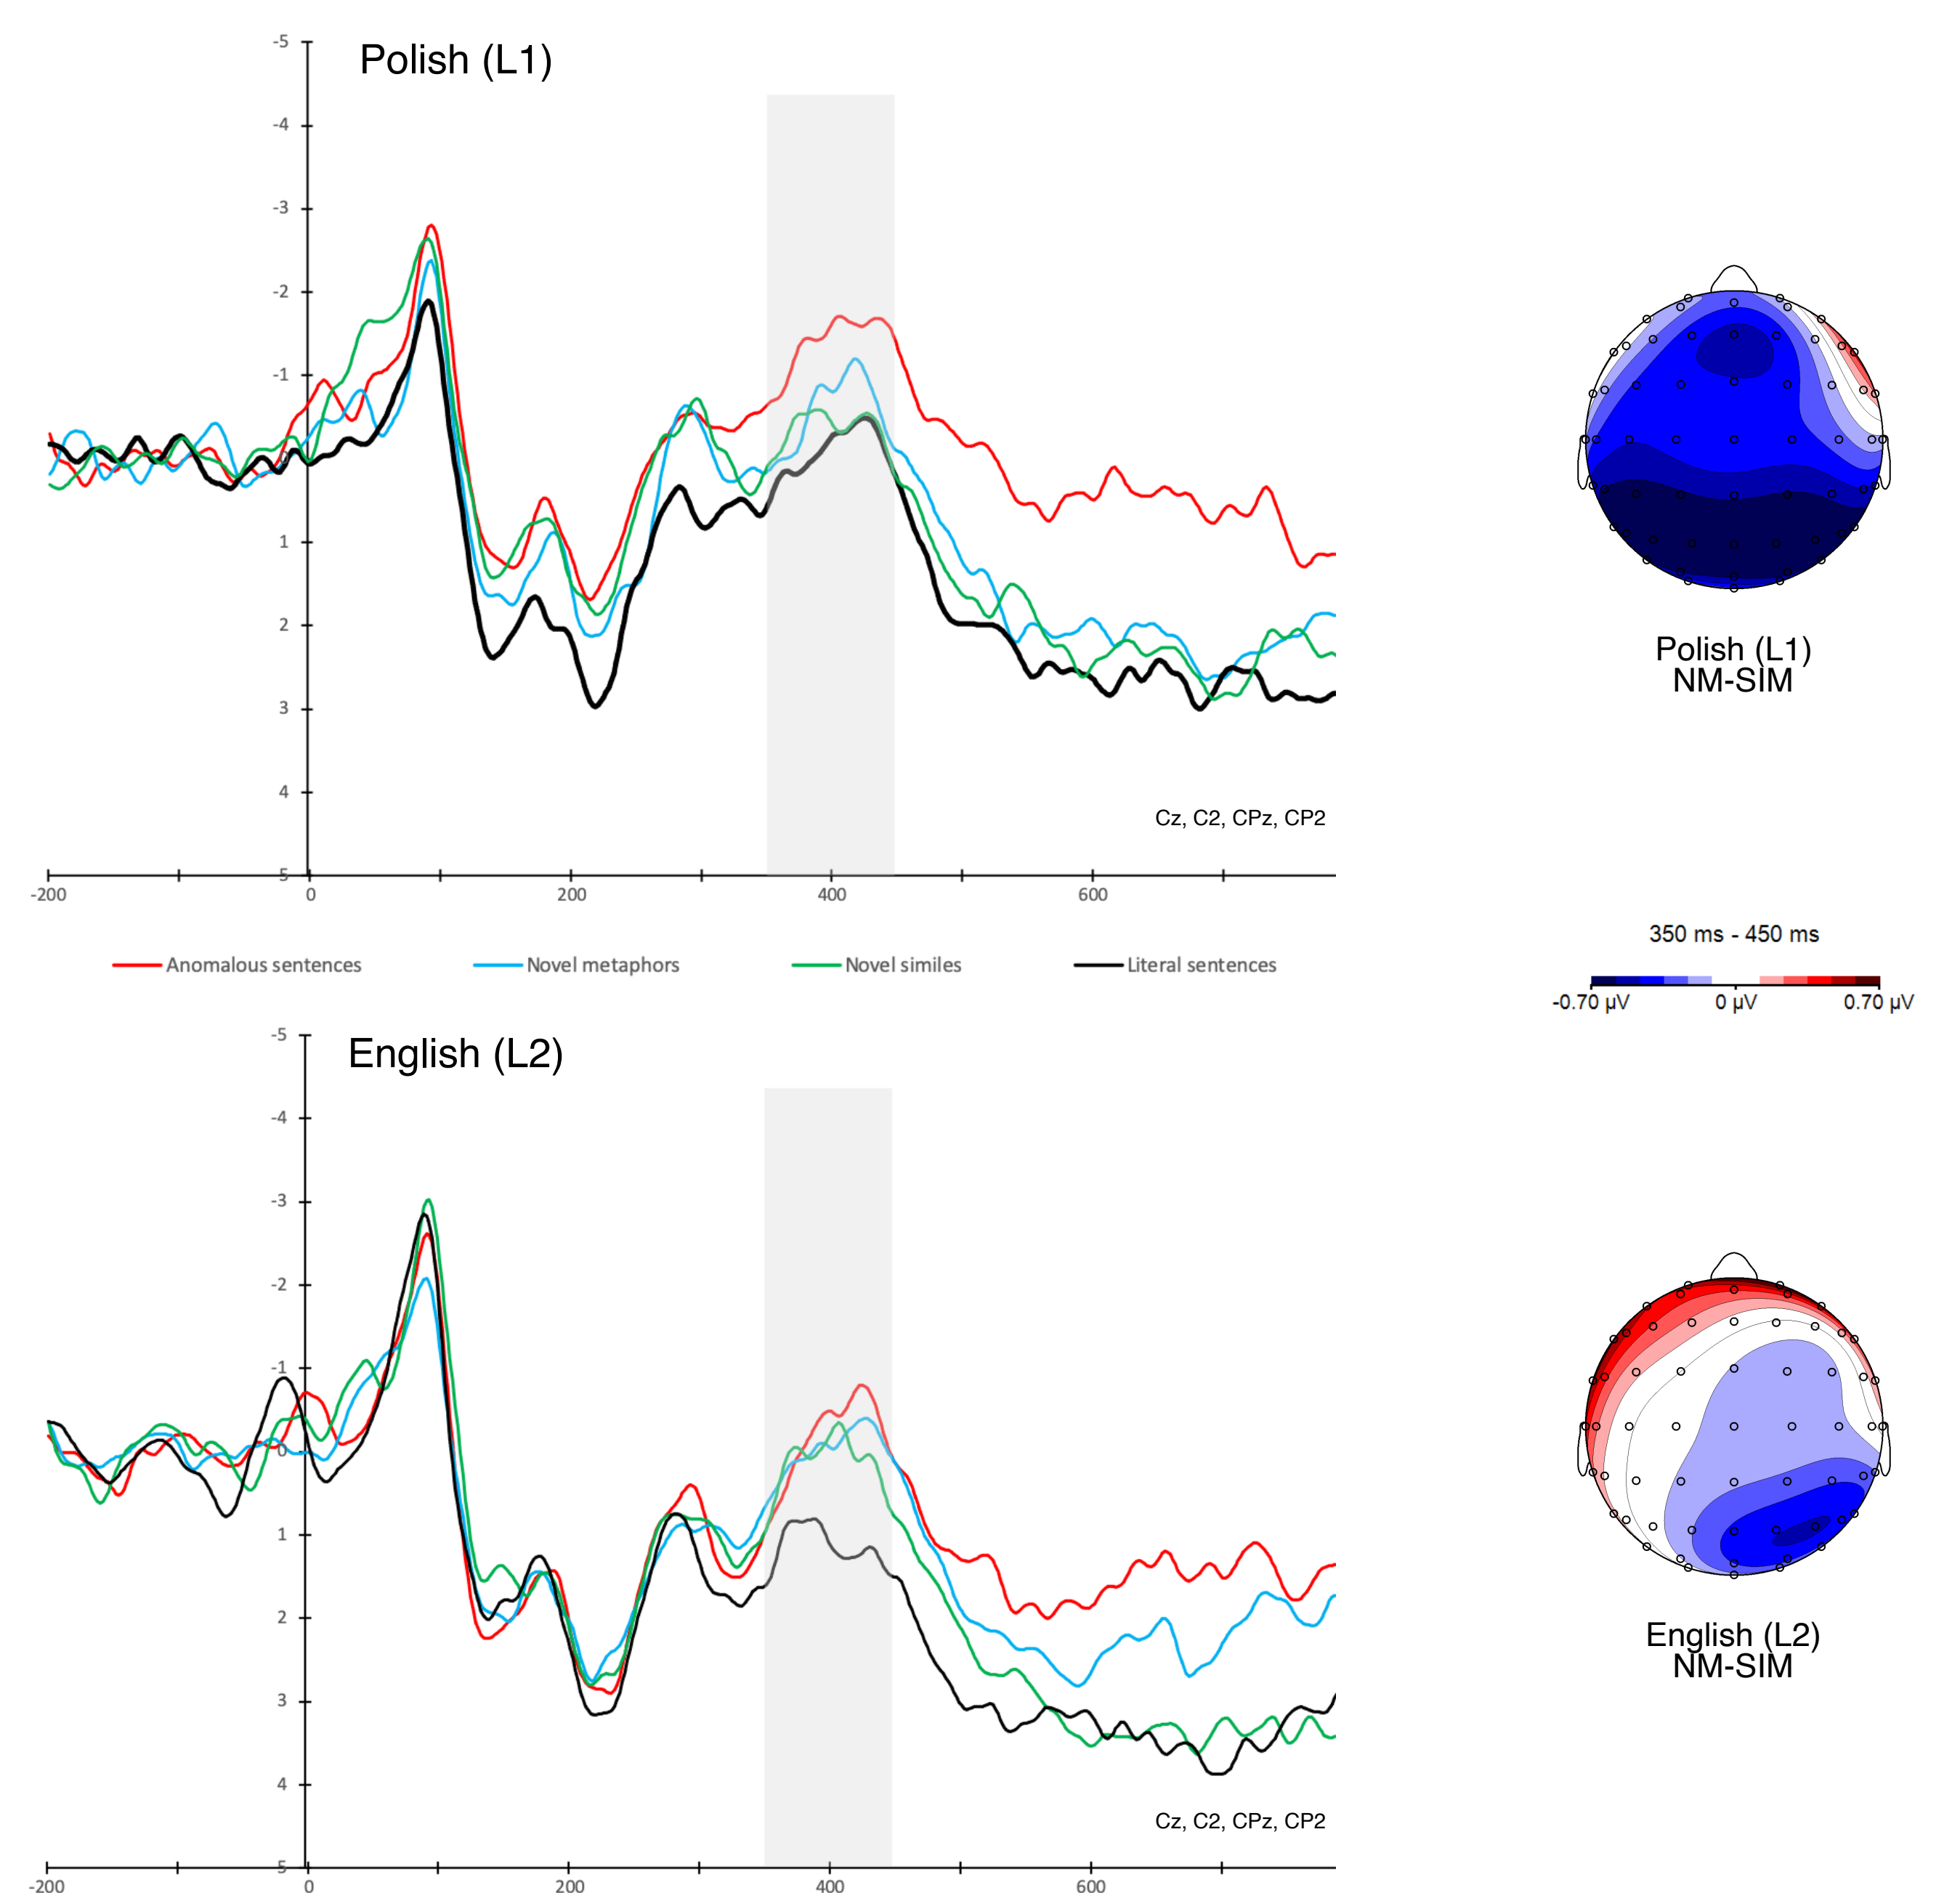 Polish (L1)
-5
-4
-3
-2
-1
0
1
2
3
4
5
Cz, C2, CPz, CP2
-200
0
200
400
600
Polish (L1)
NM-SIM
350 ms - 450 ms
-0.70 µV
0 µV
0.70 µV
Anomalous sentences
Novel metaphors
Novel similes
Literal sentences
English (L2)
-5
-4
-3
-2
-1
0
1
2
3
4
5
Cz, C2, CPz, CP2
-200
0
200
400
600
English (L2)
NM-SIM